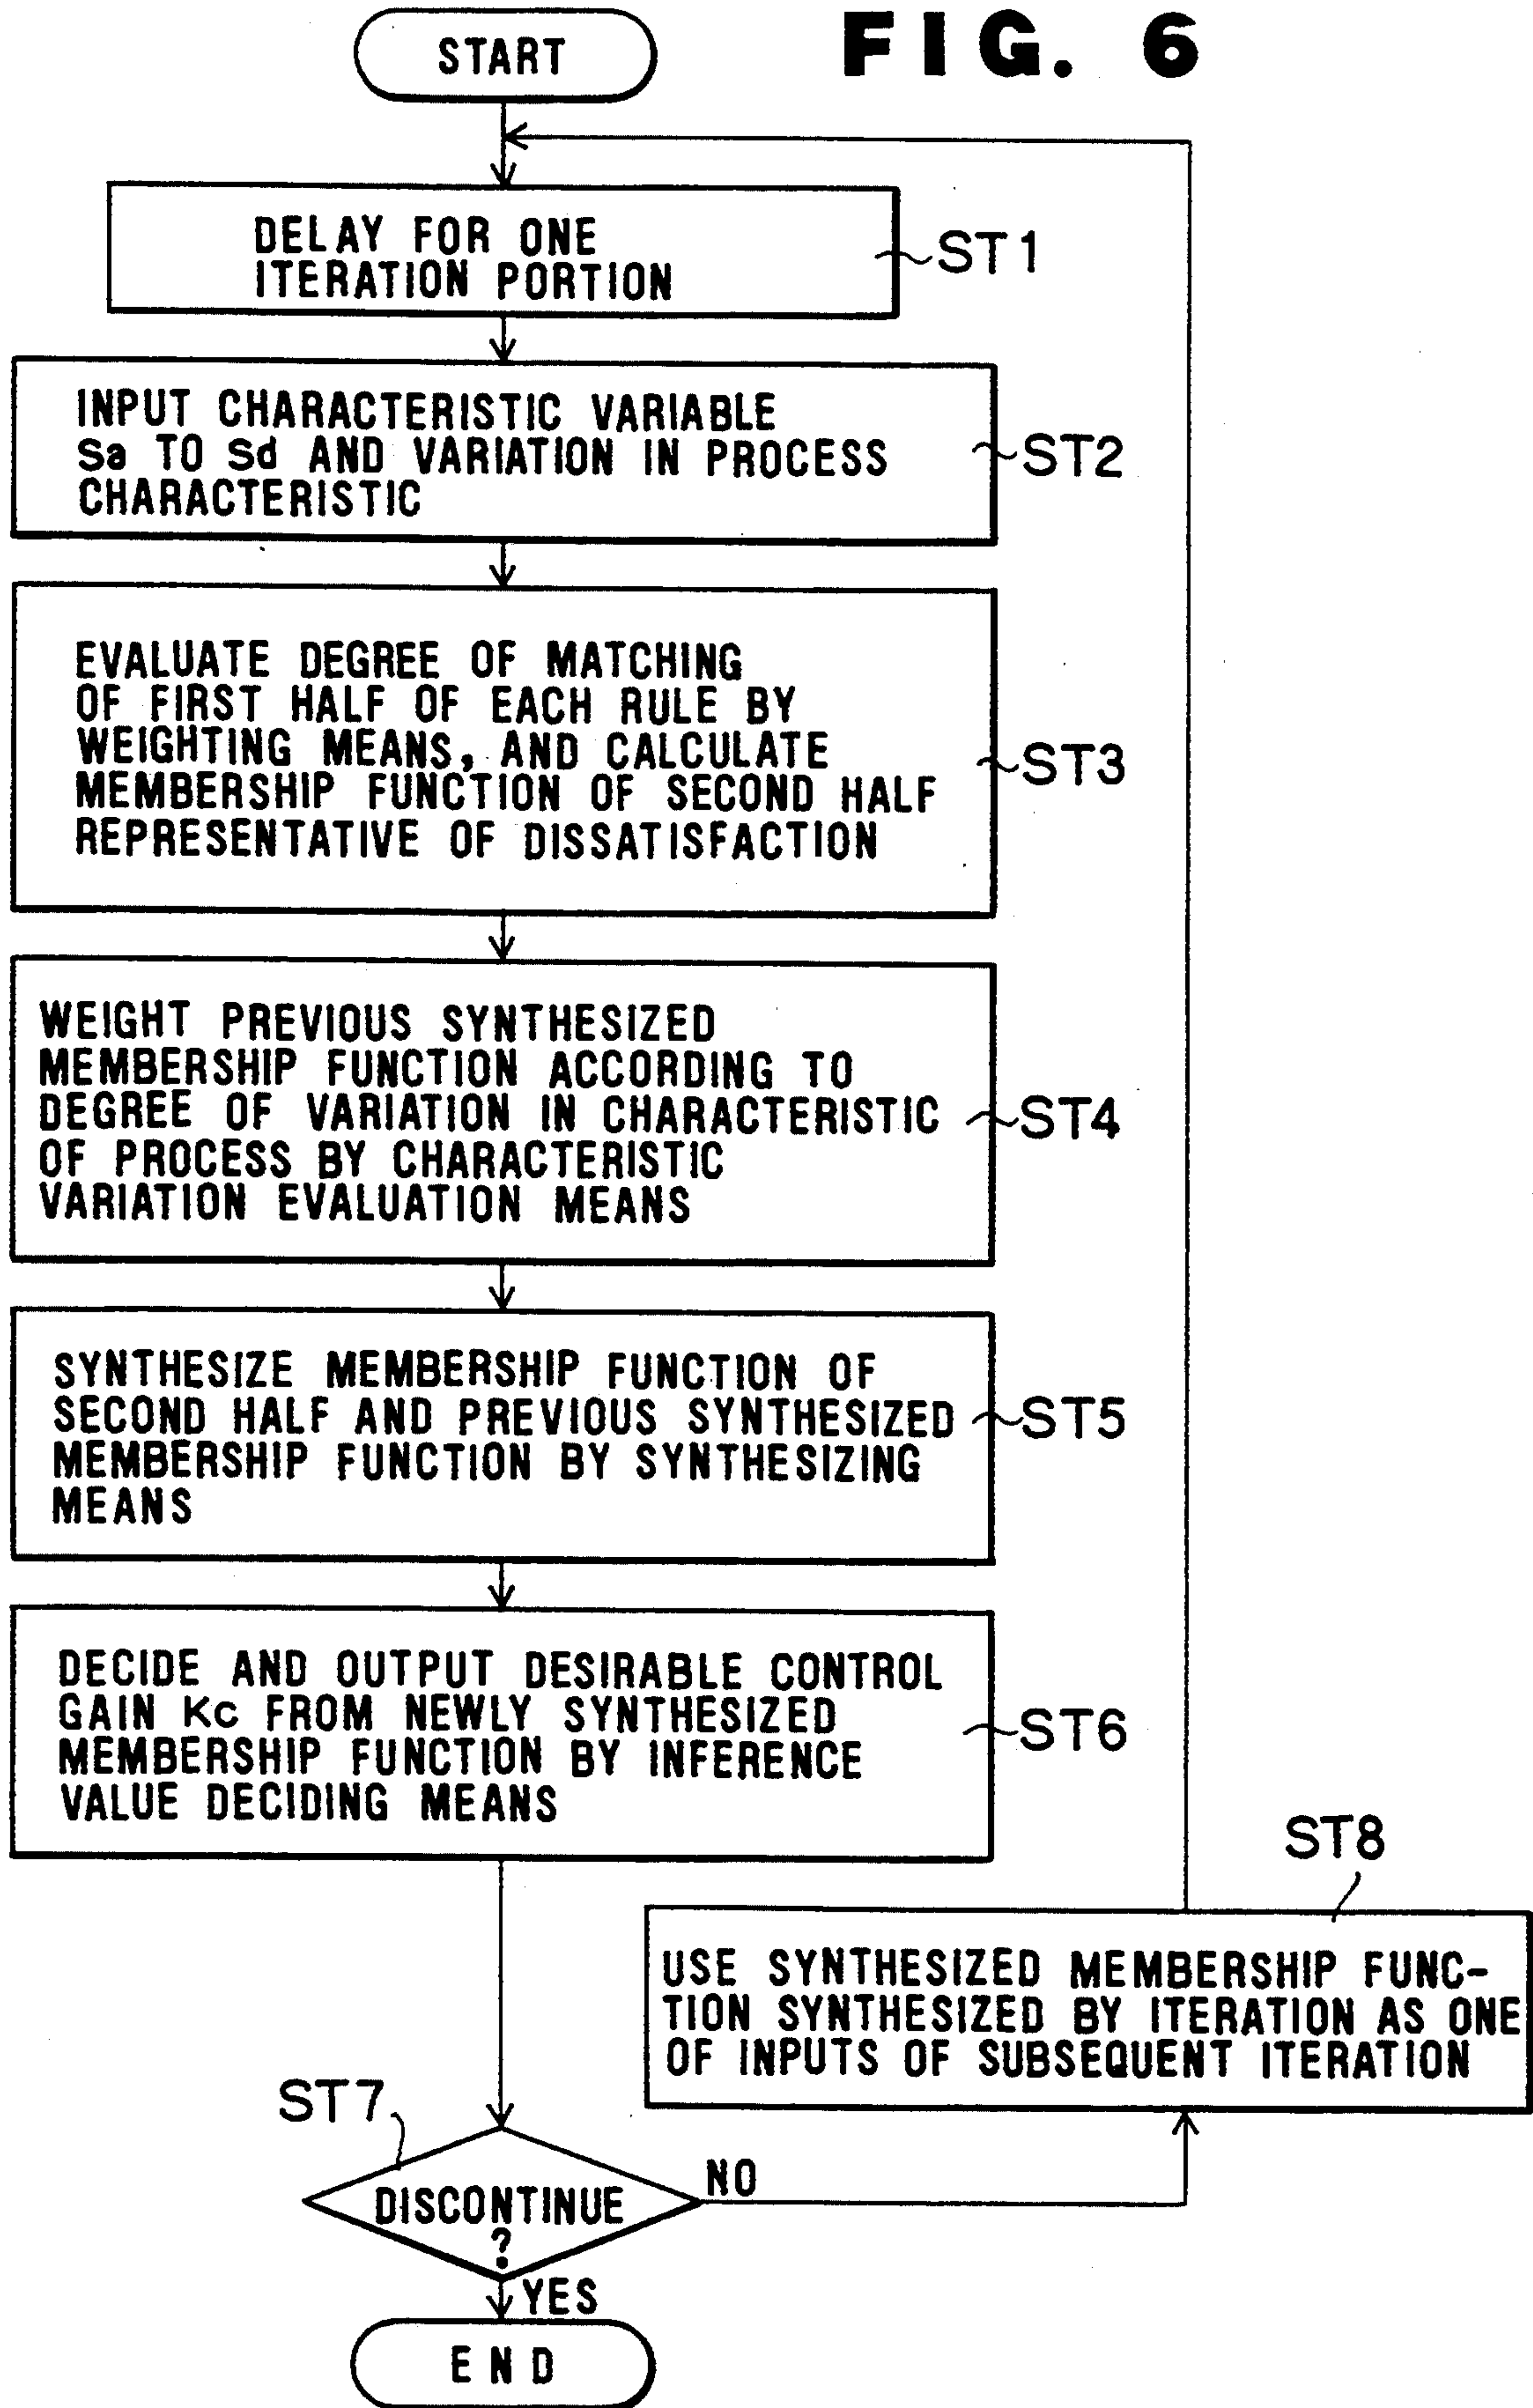 FIG. 6
START
DELAY FOR ONE
ITERATION PORTION
ST1
INPUT CHARACTERISTIC VARIABLE
Sa TO Sd AND VARIATION IN PROCESS
CHARACTERISTIC
ST2
EVALUATE DEGREE OF MATCHING
OF FIRST HALF OF EACH RULE BY
WEIGHTING MEANS, AND CALCULATE
MEMBERSHIP FUNCTION OF SECOND HALF
REPRESENTATIVE OF DISSATISFACTION
ST3
WEIGHT PREVIOUS SYNTHESIZED
MEMBERSHIP FUNCTION ACCORDING TO
DEGREE OF VARIATION IN CHARACTERISTIC
OF PROCESS BY CHARACTERISTIC
VARIATION EVALUATION MEANS
ST4
SYNTHESIZE MEMBERSHIP FUNCTION OF
SECOND HALF AND PREVIOUS SYNTHESIZED
MEMBERSHIP FUNCTION BY SYNTHESIZING
MEANS
ST5
DECIDE AND OUTPUT DESIRABLE CONTROL
GAIN Kc FROM NEWLY SYNTHESIZED
MEMBERSHIP FUNCTION BY INFERENCE
VALUE DECIDING MEANS
ST6
ST8
USE SYNTHESIZED MEMBERSHIP FUNC-
TION SYNTHESIZED BY ITERATION AS ONE
OF INPUTS OF SUBSEQUENT ITERATION
ST7
DISCONTINUE
?
NO
YES
END